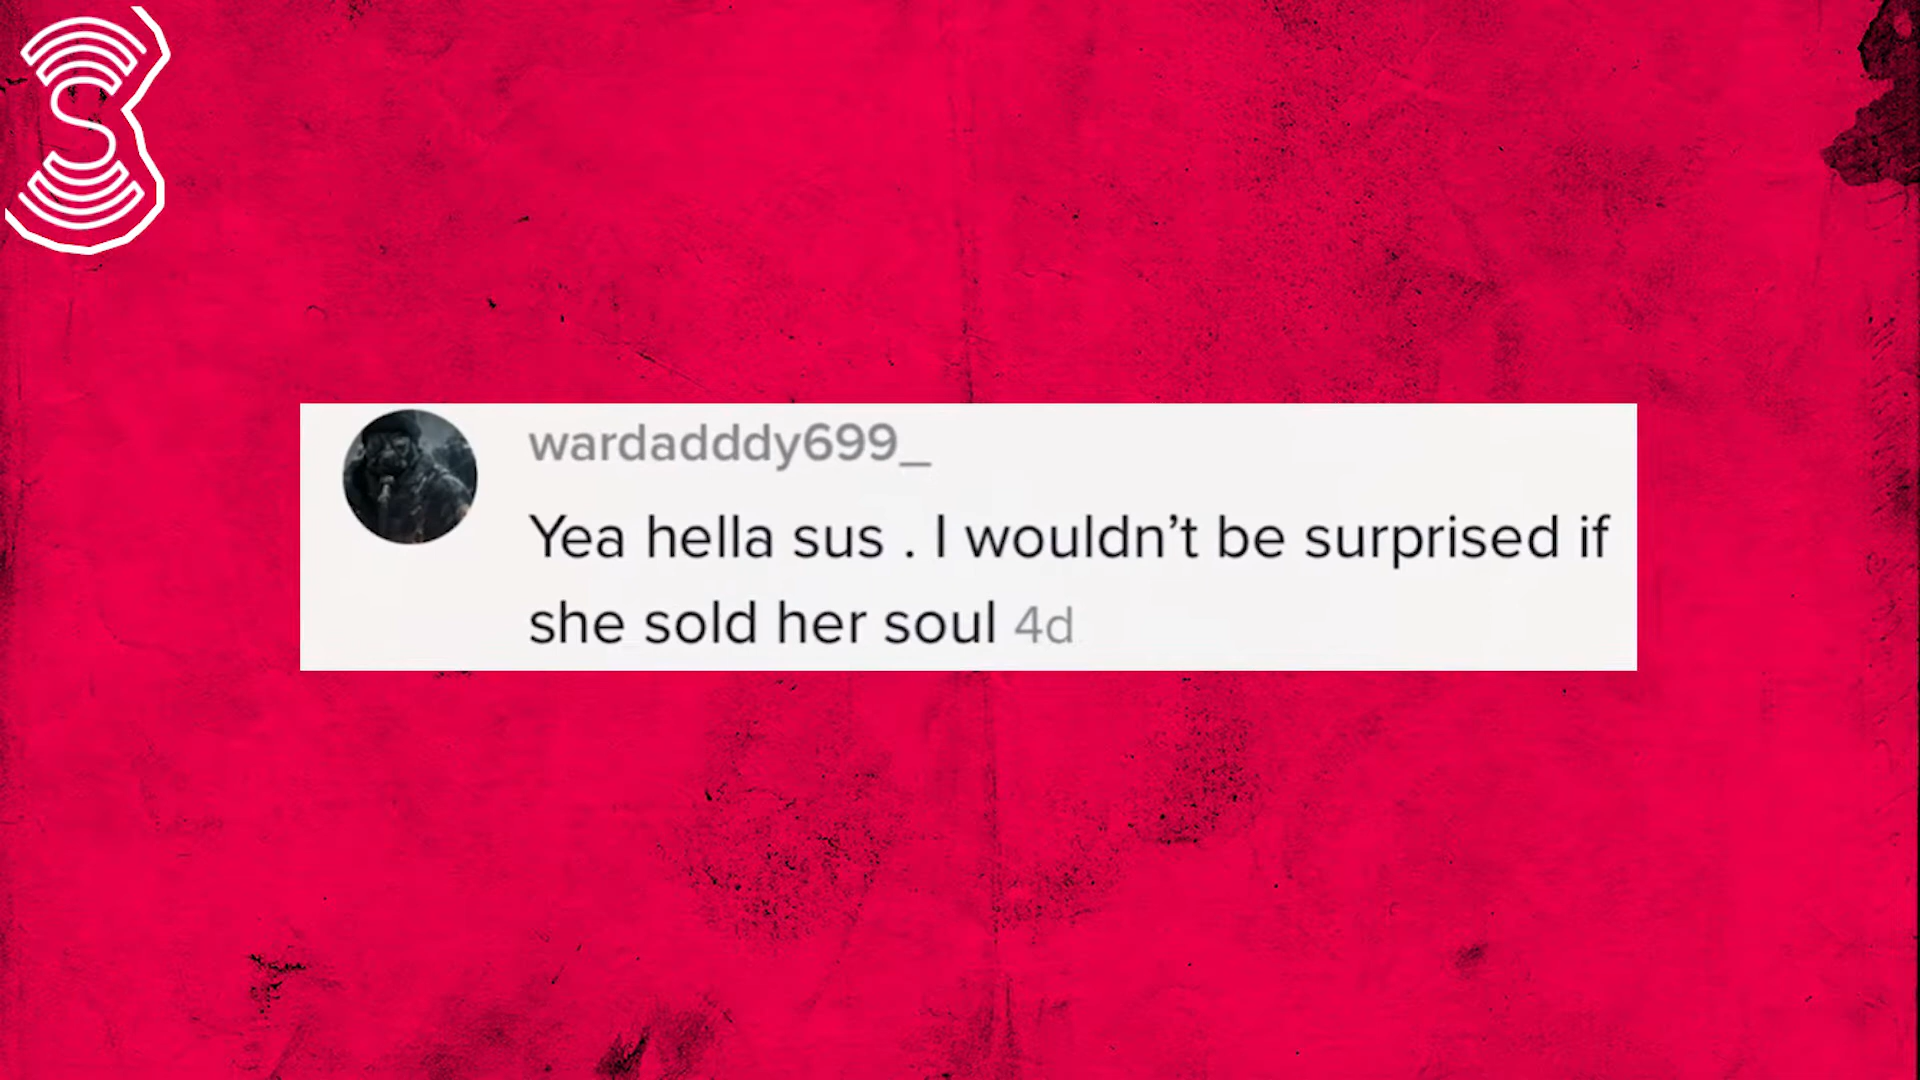 S
wardadddy699_
Yea hella sus . I wouldn’t be surprised if
she sold her soul 4d